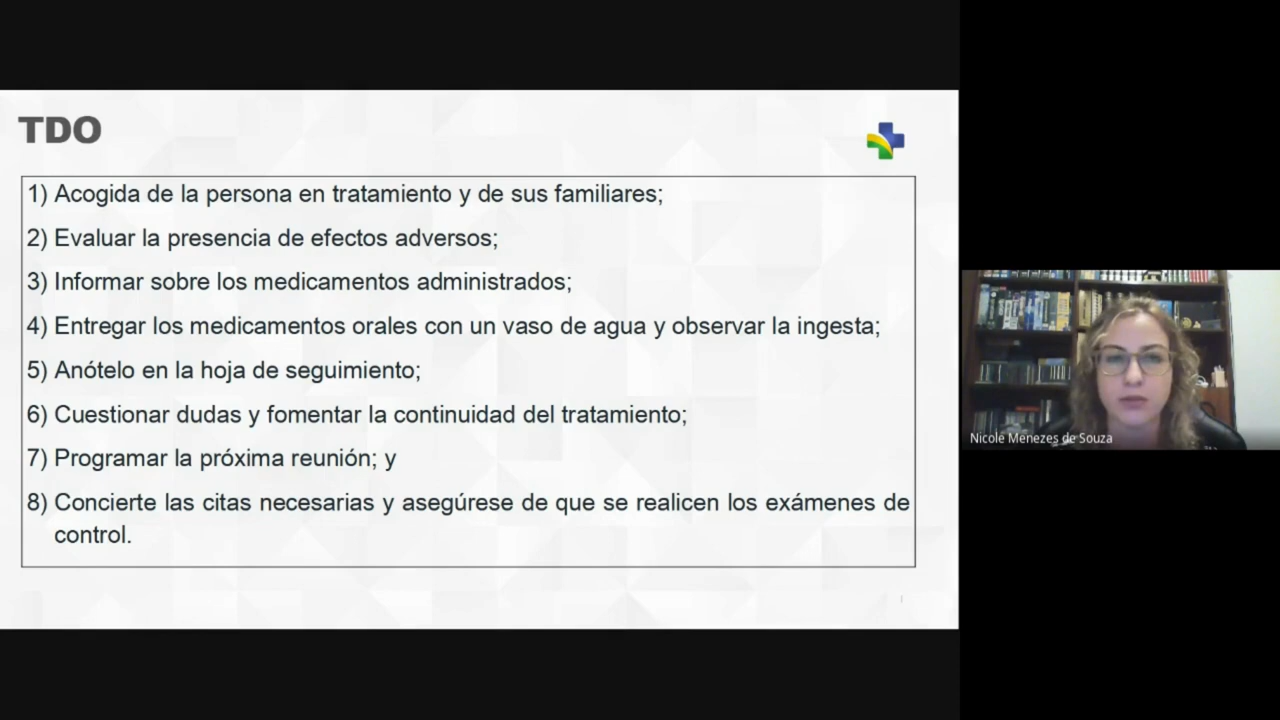 TDO
1) Acogida de la persona en tratamiento y de sus familiares;
2) Evaluar la presencia de efectos adversos;
3) Informar sobre los medicamentos administrados;
4) Entregar los medicamentos orales con un vaso de agua y observar la ingesta;
5) Anótelo en la hoja de seguimiento;
6) Cuestionar dudas y fomentar la continuidad del tratamiento;
7) Programar la próxima reunión; y
8) Concierte las citas necesarias y asegúrese de que se realicen los exámenes de
control.
Nicole Menezes de Souza